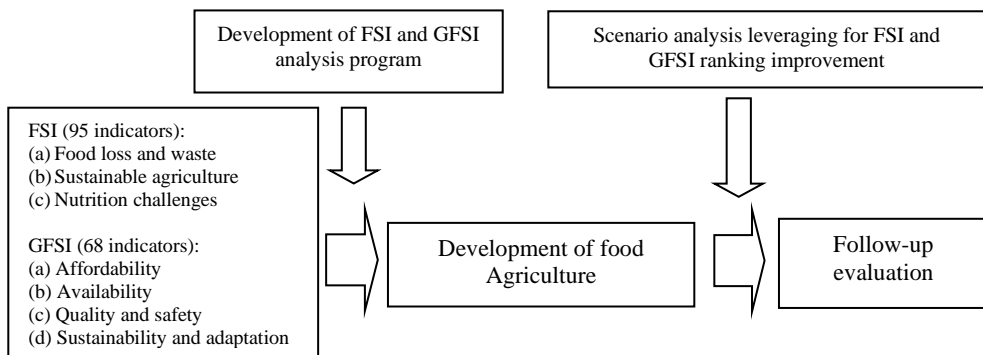 Development of FSI and GFSI
analysis program
Scenario analysis leveraging for FSI and
GFSI ranking improvement
FSI (95 indicators):
(a) Food loss and waste
(b) Sustainable agriculture
(c) Nutrition challenges
GFSI (68 indicators):
(a) Affordability
(b) Availability
(c) Quality and safety
(d) Sustainability and adaptation
Development of food
Agriculture
Follow-up
evaluation